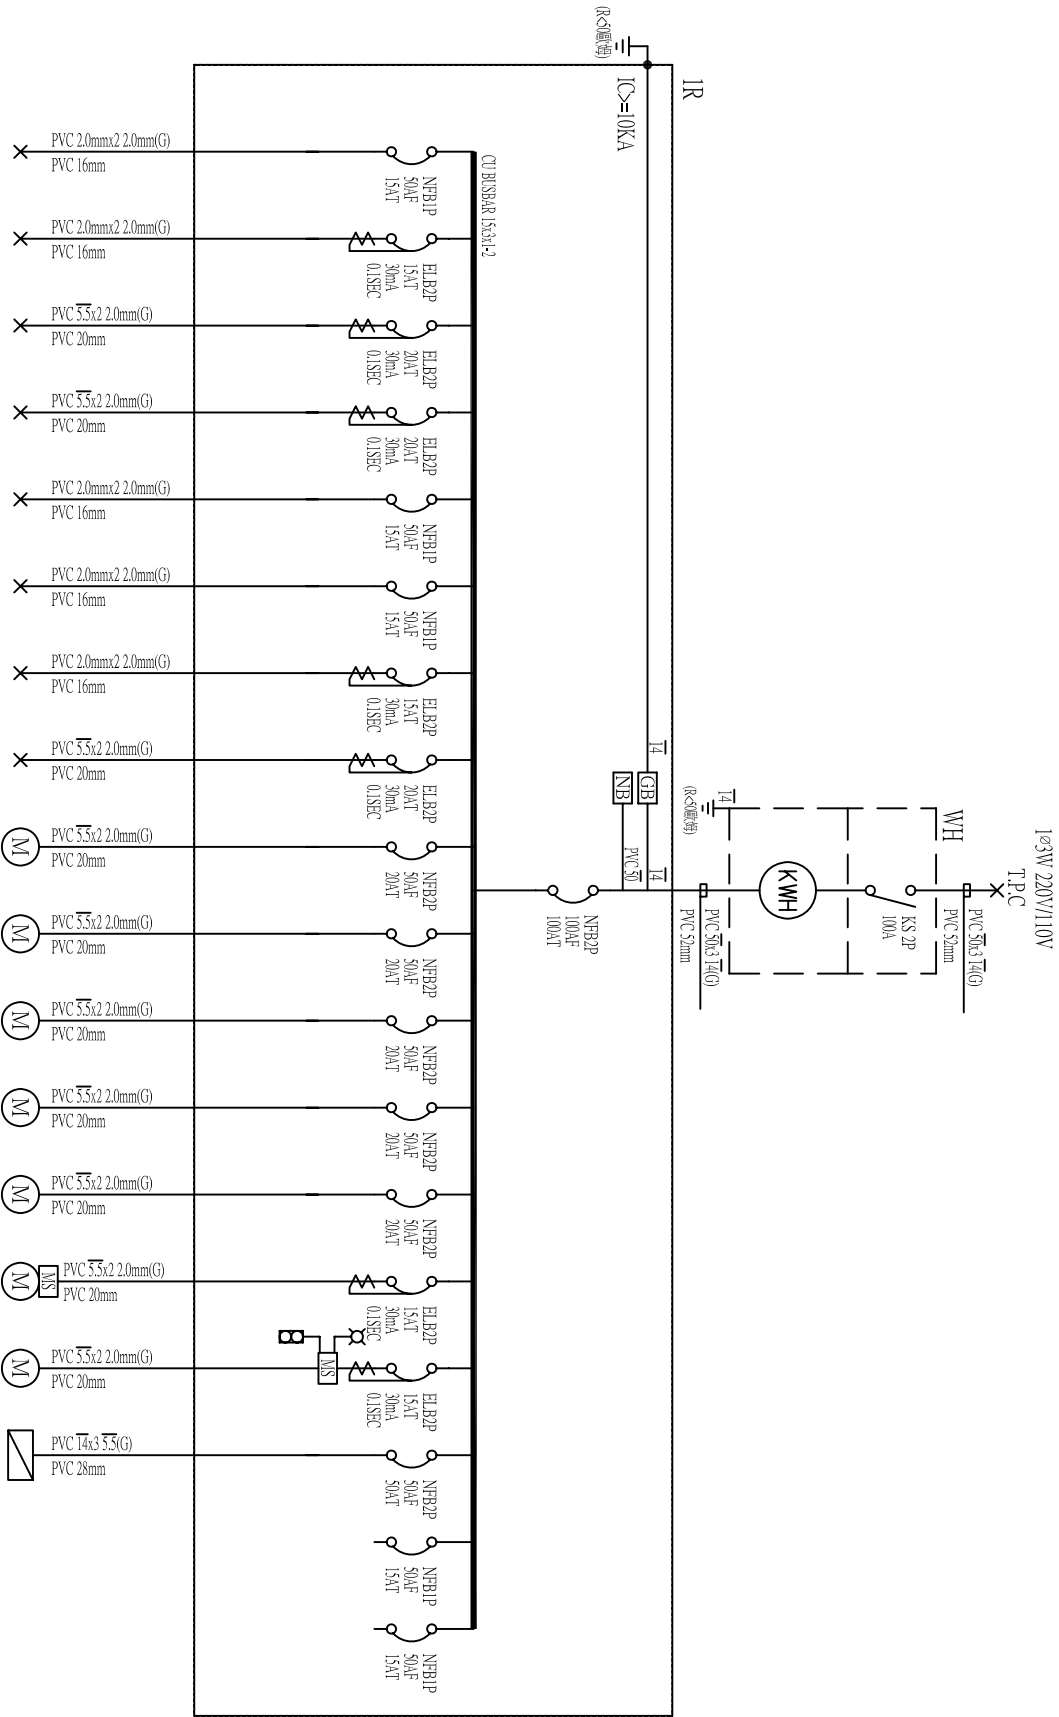 1ø3W 220V/110V
T.P.C
PVC 50x3 14(G)
PVC 52mm
WH
KS 2P
100A
KWH
14
(R<50歐姆)
PVC 50x3 14(G)
PVC 52mm
1R
(R<50歐姆)
IC>=10KA
14
GB
NB
14
PVC 50
NFB2P
100AF
100AT
CU BUSBAR 15x3x1-2
NFB1P
50AF
15AT
PVC 2.0mmx2 2.0mm(G)
PVC 16mm
ELB2P
15AT
30mA
0.1SEC
PVC 2.0mmx2 2.0mm(G)
PVC 16mm
ELB2P
20AT
30mA
0.1SEC
PVC 5.5x2 2.0mm(G)
PVC 20mm
ELB2P
20AT
30mA
0.1SEC
PVC 5.5x2 2.0mm(G)
PVC 20mm
NFB1P
50AF
15AT
PVC 2.0mmx2 2.0mm(G)
PVC 16mm
NFB1P
50AF
15AT
PVC 2.0mmx2 2.0mm(G)
PVC 16mm
ELB2P
15AT
30mA
0.1SEC
PVC 2.0mmx2 2.0mm(G)
PVC 16mm
ELB2P
20AT
30mA
0.1SEC
PVC 5.5x2 2.0mm(G)
PVC 20mm
NFB2P
50AF
20AT
PVC 5.5x2 2.0mm(G)
PVC 20mm
M
NFB2P
50AF
20AT
PVC 5.5x2 2.0mm(G)
PVC 20mm
M
NFB2P
50AF
20AT
PVC 5.5x2 2.0mm(G)
PVC 20mm
M
NFB2P
50AF
20AT
PVC 5.5x2 2.0mm(G)
PVC 20mm
M
NFB2P
50AF
20AT
PVC 5.5x2 2.0mm(G)
PVC 20mm
M
ELB2P
15AT
30mA
0.1SEC
PVC 5.5x2 2.0mm(G)
PVC 20mm
MS
M
ELB2P
15AT
30mA
0.1SEC
MS
PVC 5.5x2 2.0mm(G)
PVC 20mm
M
NFB2P
50AF
50AT
PVC 14x3 5.5(G)
PVC 28mm
NFB1P
50AF
15AT
NFB1P
50AF
15AT